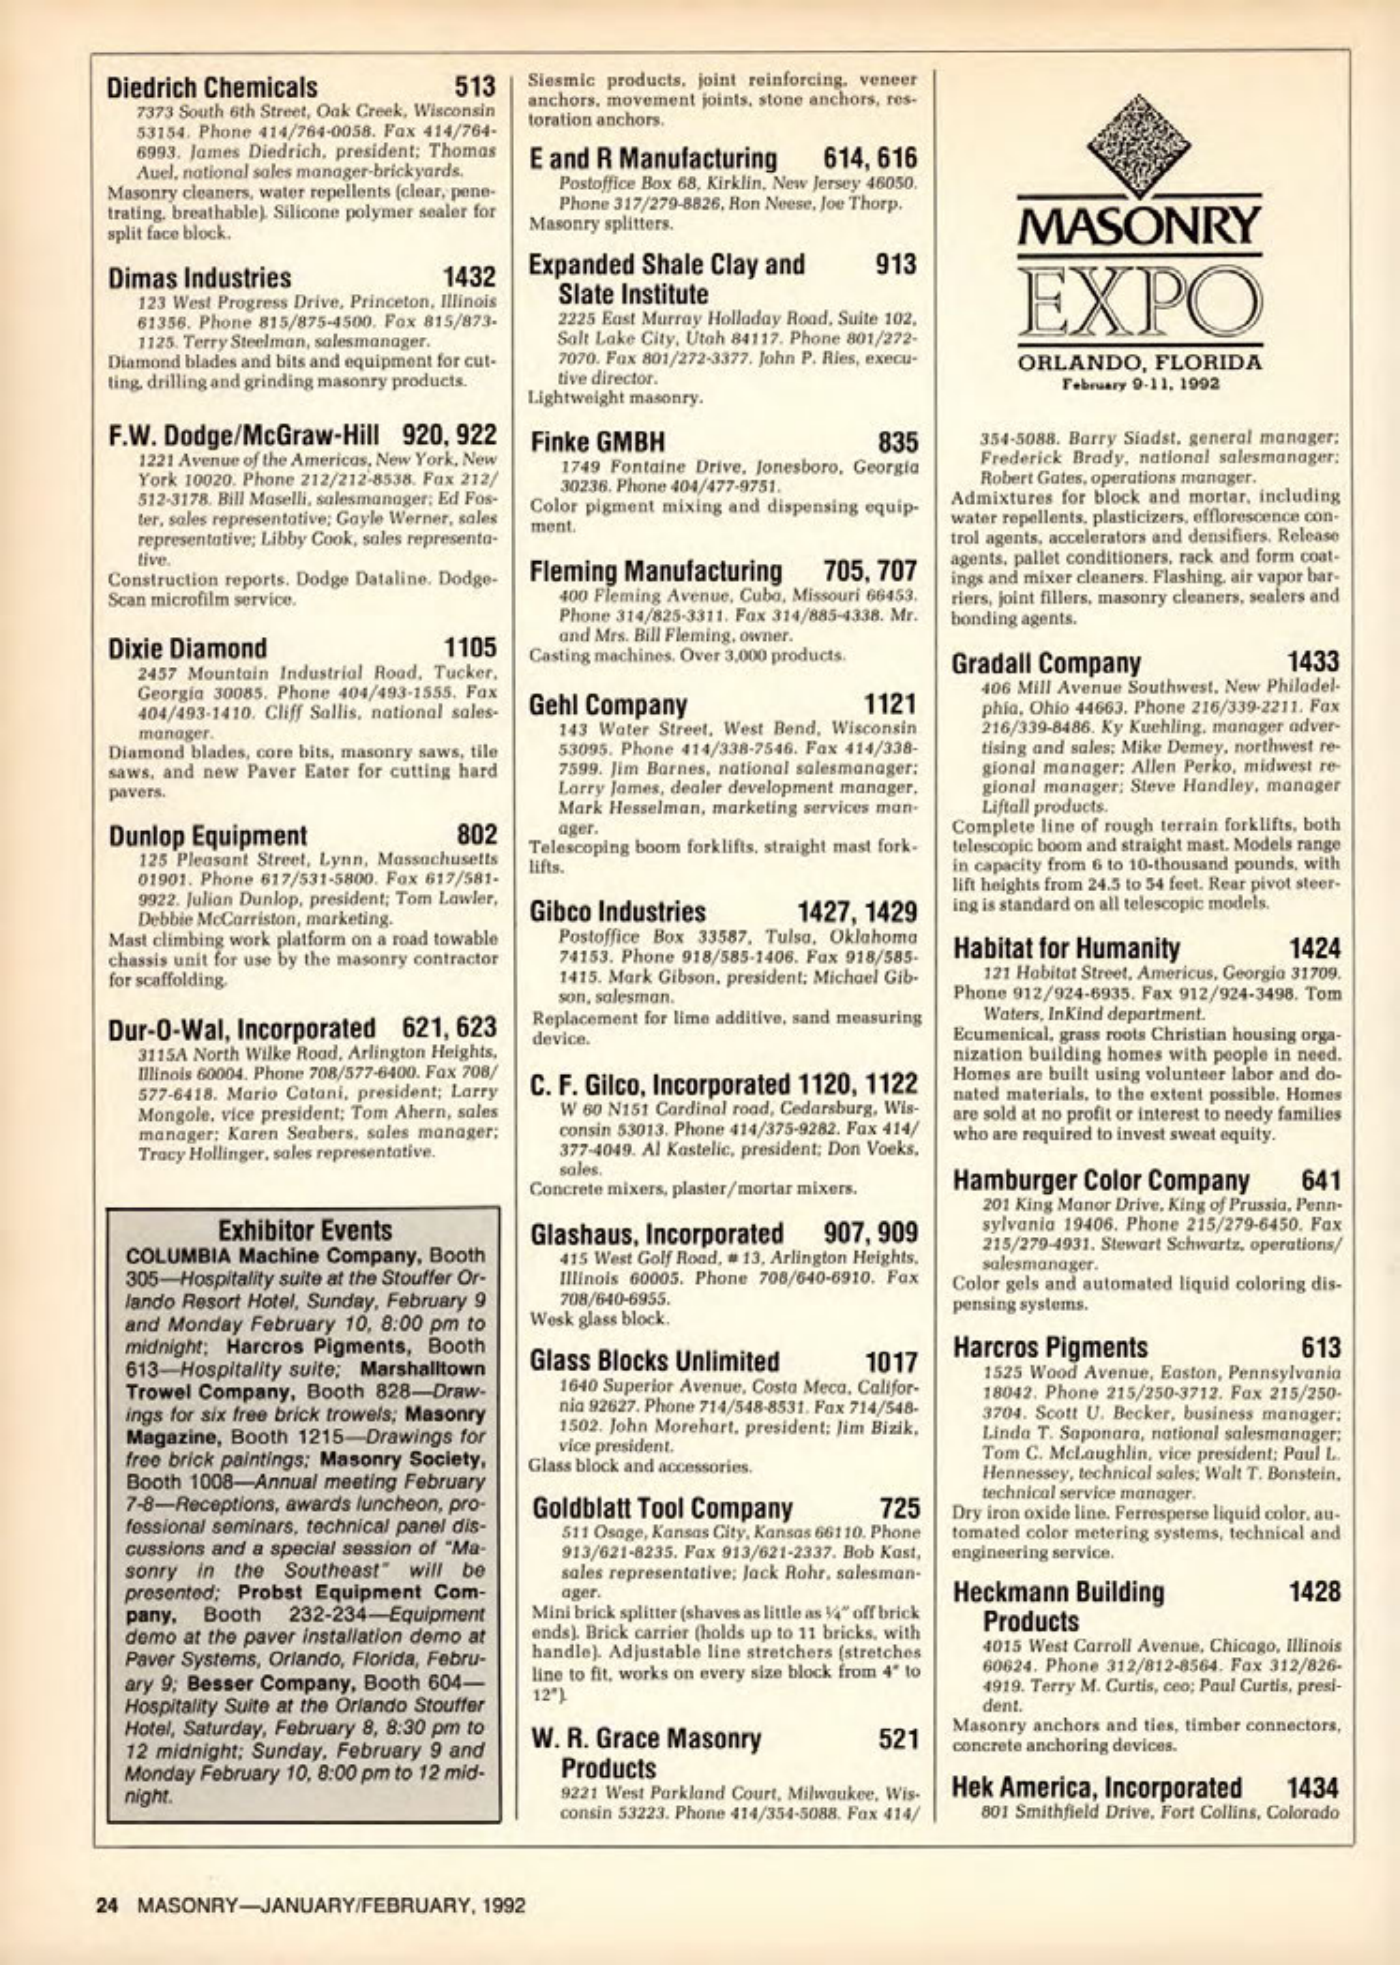 Diedrich Chemicals 513
7373 South 6th Street, Oak Creek, Wisconsin
53154. Phone 414/764-0058. Fax 414/764-
6993. James Diedrich, president; Thomas
Auel, national sales manager-brickyards.
Masonry cleaners, water repellents (clear, pene-
trating, breathable). Silicone polymer sealer for
split face block.
Dimas Industries 1432
123 West Progress Drive, Princeton, Illinois
61356. Phone 815/875-4500. Fax 815/873-
1125. Terry Steelman, salesmanager.
Diamond blades and bits and equipment for cut-
ting, drilling and grinding masonry products.
F.W. Dodge/McGraw-Hill 920, 922
1221 Avenue of the Americas, New York, New
York 10020. Phone 212/212-8538. Fax 212/
512-3178. Bill Maselli, salesmanager; Ed Fos-
ter, sales representative; Gayle Werner, sales
representative; Libby Cook, sales representa-
tive.
Construction reports. Dodge Dataline. Dodge-
Scan microfilm service.
Dixie Diamond 1105
2457 Mountain Industrial Road, Tucker,
Georgia 30085. Phone 404/493-1555. Fax
404/493-1410. Cliff Sallis, national sales-
manager.
Diamond blades, core bits, masonry saws, tile
saws, and new Paver Eater for cutting hard
pavers.
Dunlop Equipment 802
125 Pleasant Street, Lynn, Massachusetts
01901. Phone 617/531-5800. Fax 617/581-
9922. Julian Dunlop, president; Tom Lawler,
Debbie McCarriston, marketing.
Mast climbing work platform on a road towable
chassis unit for use by the masonry contractor
for scaffolding.
Dur-O-Wal, Incorporated 621, 623
3115A North Wilke Road, Arlington Heights,
Illinois 60004. Phone 708/577-6400. Fax 708/
577-6418. Mario Catani, president; Larry
Mongole, vice president; Tom Ahern, sales
manager; Karen Seabers, sales manager;
Tracy Hollinger, sales representative.
Exhibitor Events
COLUMBIA Machine Company, Booth
305—Hospitality suite at the Stouffer Or-
lando Resort Hotel, Sunday, February 9
and Monday February 10, 8:00 pm to
midnight; Harcros Pigments, Booth
613—Hospitality suite; Marshalltown
Trowel Company, Booth 828—Draw-
ings for six free brick trowels; Masonry
Magazine, Booth 1215—Drawings for
free brick paintings; Masonry Society,
Booth 1008—Annual meeting February
7-8—Receptions, awards luncheon, pro-
fessional seminars, technical panel dis-
cussions and a special session of "Ma-
sonry in the Southeast" will be
presented; Probst Equipment Com-
pany, Booth 232-234—Equipment
demo at the paver installation demo at
Paver Systems, Orlando, Florida, Febru-
ary 9; Besser Company, Booth 604—
Hospitality Suite at the Orlando Stouffer
Hotel, Saturday, February 8, 8:30 pm to
12 midnight; Sunday, February 9 and
Monday February 10, 8:00 pm to 12 mid-
night.
Siesmic products, joint reinforcing, veneer
anchors, movement joints, stone anchors, res-
toration anchors.
E and R Manufacturing 614, 616
Postoffice Box 68, Kirklin, New Jersey 46050.
Phone 317/279-8826, Ron Neese, Joe Thorp.
Masonry splitters.
Expanded Shale Clay and 913
Slate Institute
2225 East Murray Holladay Road, Suite 102,
Salt Lake City, Utah 84117. Phone 801/272-
7070. Fax 801/272-3377. John P. Ries, execu-
tive director.
Lightweight masonry.
Finke GMBH 835
1749 Fontaine Drive, Jonesboro, Georgia
30236. Phone 404/477-9751.
Color pigment mixing and dispensing equip-
ment.
Fleming Manufacturing 705, 707
400 Fleming Avenue, Cuba, Missouri 66453.
Phone 314/825-3311. Fax 314/885-4338. Mr.
and Mrs. Bill Fleming, owner.
Casting machines. Over 3,000 products.
Gehl Company 1121
143 Water Street, West Bend, Wisconsin
53095. Phone 414/338-7546. Fax 414/338-
7599. Jim Barnes, national salesmanager;
Larry James, dealer development manager,
Mark Hesselman, marketing services man-
ager.
Telescoping boom forklifts, straight mast fork-
lifts.
Gibco Industries 1427, 1429
Postoffice Box 33587, Tulsa, Oklahoma
74153. Phone 918/585-1406. Fax 918/585-
1415. Mark Gibson, president; Michael Gib-
son, salesman.
Replacement for lime additive, sand measuring
device.
C. F. Gilco, Incorporated 1120, 1122
W 60 N151 Cardinal road, Cedarsburg, Wis-
consin 53013. Phone 414/375-9282. Fax 414/
377-4049. Al Kastelic, president; Don Voeks,
sales.
Concrete mixers, plaster/mortar mixers.
Glashaus, Incorporated 907, 909
415 West Golf Road, # 13, Arlington Heights,
Illinois 60005. Phone 708/640-6910. Fax
708/640-6955.
Wesk glass block.
Glass Blocks Unlimited 1017
1640 Superior Avenue, Costa Meca, Califor-
nia 92627. Phone 714/548-8531. Fax 714/548-
1502. John Morehart, president; Jim Bizik,
vice president.
Glass block and accessories.
Goldblatt Tool Company 725
511 Osage, Kansas City, Kansas 66110. Phone
913/621-8235. Fax 913/621-2337. Bob Kast,
sales representative; Jack Rohr, salesman-
ager.
Mini brick splitter (shaves as little as ¼" off brick
ends). Brick carrier (holds up to 11 bricks, with
handle). Adjustable line stretchers (stretches
line to fit, works on every size block from 4" to
12").
W. R. Grace Masonry 521
Products
9221 West Parkland Court, Milwaukee, Wis-
consin 53223. Phone 414/354-5088. Fax 414/
MASONRY
EXPO
ORLANDO, FLORIDA
February 9-11, 1992
354-5088. Barry Siadst, general manager;
Frederick Brady, national salesmanager;
Robert Gates, operations manager.
Admixtures for block and mortar, including
water repellents, plasticizers, efflorescence con-
trol agents, accelerators and densifiers. Release
agents, pallet conditioners, rack and form coat-
ings and mixer cleaners. Flashing, air vapor bar-
riers, joint fillers, masonry cleaners, sealers and
bonding agents.
Gradall Company 1433
406 Mill Avenue Southwest, New Philadel-
phia, Ohio 44663. Phone 216/339-2211. Fax
216/339-8486. Ky Kuehling, manager adver-
tising and sales; Mike Demey, northwest re-
gional manager; Allen Perko, midwest re-
gional manager; Steve Handley, manager
Liftall products.
Complete line of rough terrain forklifts, both
telescopic boom and straight mast. Models range
in capacity from 6 to 10-thousand pounds, with
lift heights from 24.5 to 54 feet. Rear pivot steer-
ing is standard on all telescopic models.
Habitat for Humanity 1424
121 Habitat Street, Americus, Georgia 31709.
Phone 912/924-6935. Fax 912/924-3498. Tom
Waters, InKind department.
Ecumenical, grass roots Christian housing orga-
nization building homes with people in need.
Homes are built using volunteer labor and do-
nated materials, to the extent possible. Homes
are sold at no profit or interest to needy families
who are required to invest sweat equity.
Hamburger Color Company 641
201 King Manor Drive, King of Prussia, Penn-
sylvania 19406. Phone 215/279-6450. Fax
215/279-4931. Stewart Schwartz, operations/
salesmanager.
Color gels and automated liquid coloring dis-
pensing systems.
Harcros Pigments 613
1525 Wood Avenue, Easton, Pennsylvania
18042. Phone 215/250-3712. Fax 215/250-
3704. Scott U. Becker, business manager;
Linda T. Saponara, national salesmanager;
Tom C. McLaughlin, vice president; Paul L.
Hennessey, technical sales; Walt T. Bonstein,
technical service manager.
Dry iron oxide line. Ferresperse liquid color, au-
tomated color metering systems, technical and
engineering service.
Heckmann Building 1428
Products
4015 West Carroll Avenue, Chicago, Illinois
60624. Phone 312/812-8564. Fax 312/826-
4919. Terry M. Curtis, ceo; Paul Curtis, presi-
dent.
Masonry anchors and ties, timber connectors,
concrete anchoring devices.
Hek America, Incorporated 1434
801 Smithfield Drive, Fort Collins, Colorado
24 MASONRY—JANUARY/FEBRUARY, 1992